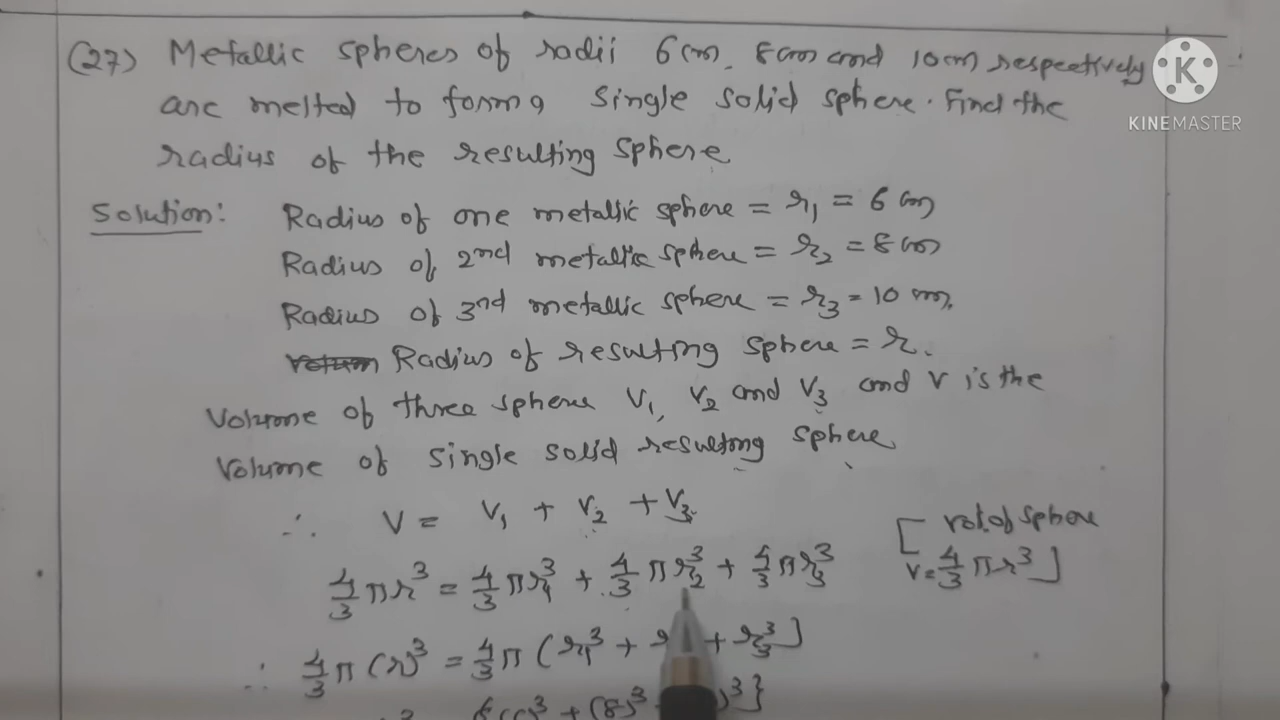 (27) Metallic spheres of radii 6cm, 8cm and 10cm respectively
are melted to form a single solid sphere. Find the
radius of the resulting sphere
Solution: Radius of one metallic sphere = r₁ = 6 cm
Radius of 2nd metallic sphere = r₂ = 8 cm
Radius of 3nd metallic sphere = r₃ = 10 cm.
Radius of resulting sphere = r.
Volume of three sphere V₁, V₂ and V₃ and V is the
Volume of single solid resulting sphere
∴ V = V₁ + V₂ + V₃
[vol. of sphere
V = 4/3 πr³]
4/3 πr³ = 4/3 πr₁³ + 4/3 πr₂³ + 4/3 πr₃³
∴ 4/3 π(r)³ = 4/3 π (r₁³ + r + r₃³]
(8)³ )³}
KINEMASTER